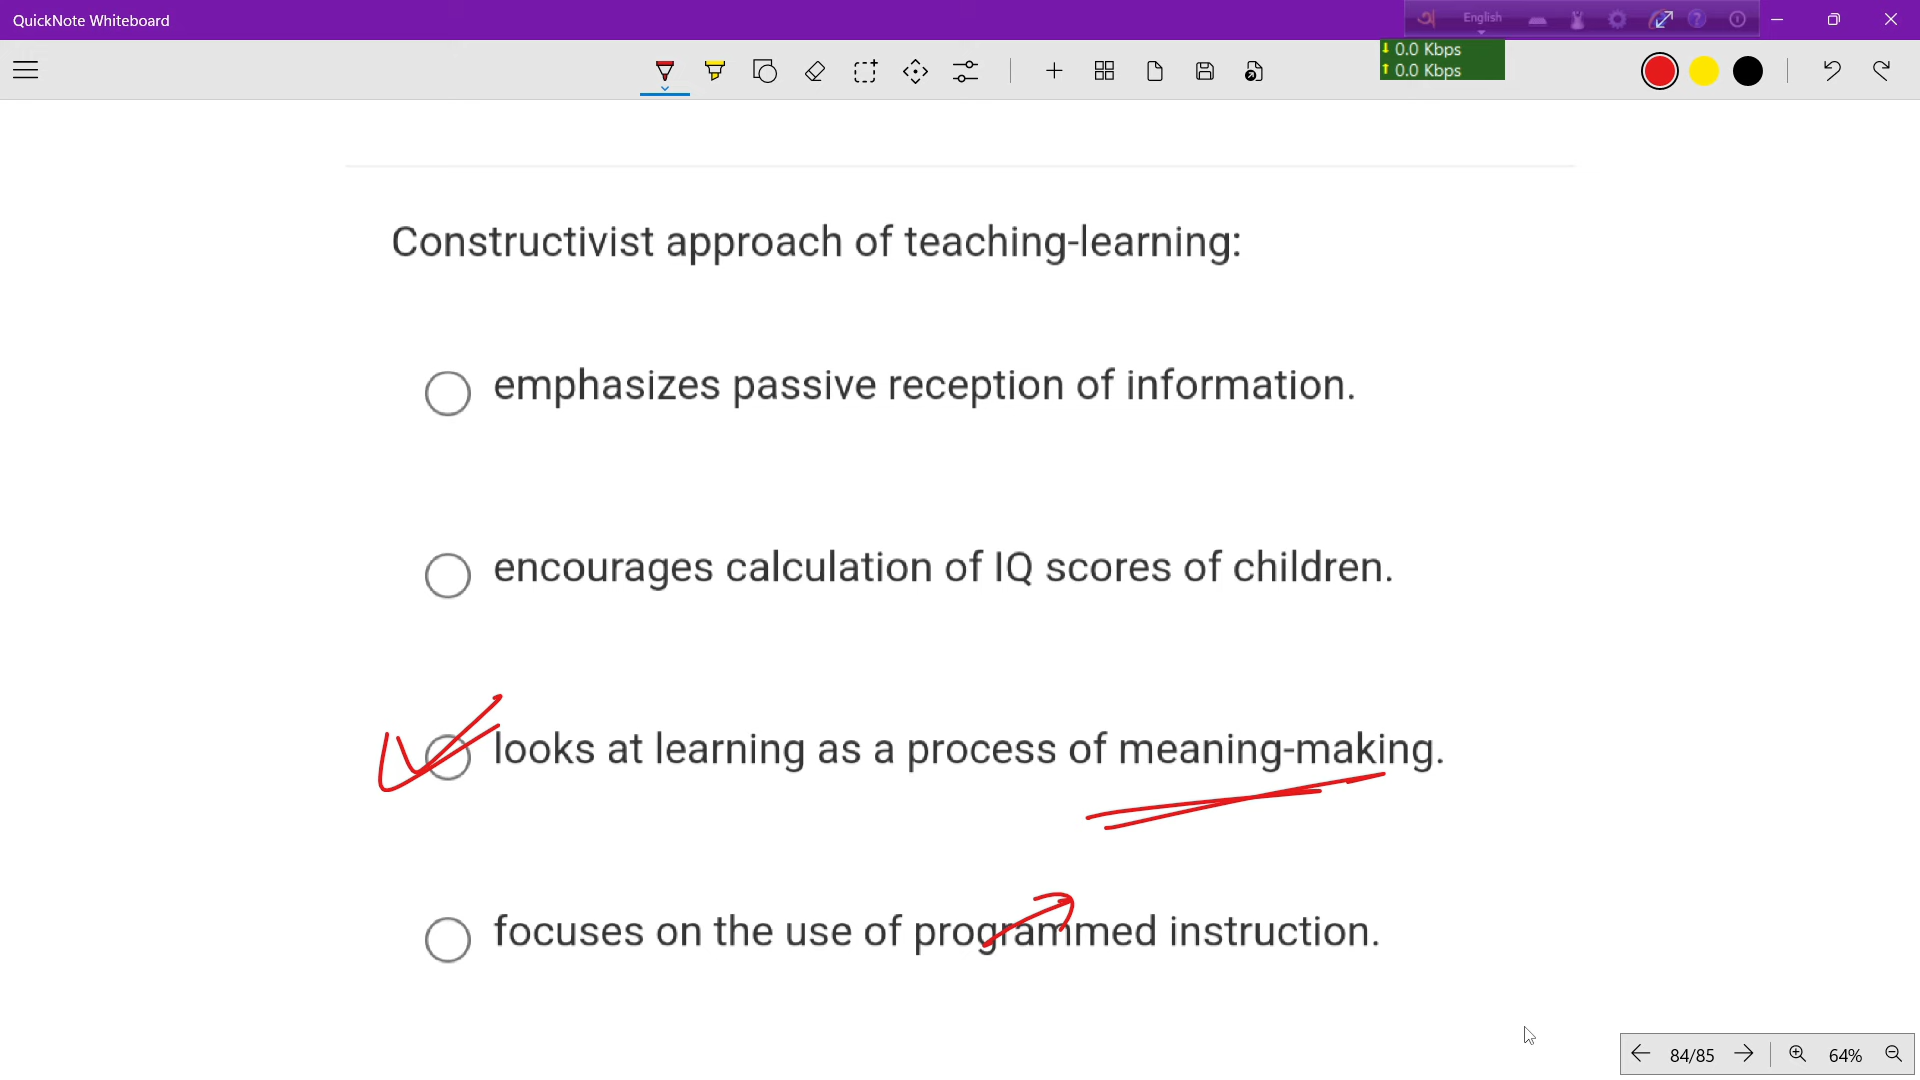 QuickNote Whiteboard
English
0.0 Kbps
0.0 Kbps
Constructivist approach of teaching-learning:
emphasizes passive reception of information.
encourages calculation of IQ scores of children.
looks at learning as a process of meaning-making.
focuses on the use of programmed instruction.
84/85
64%